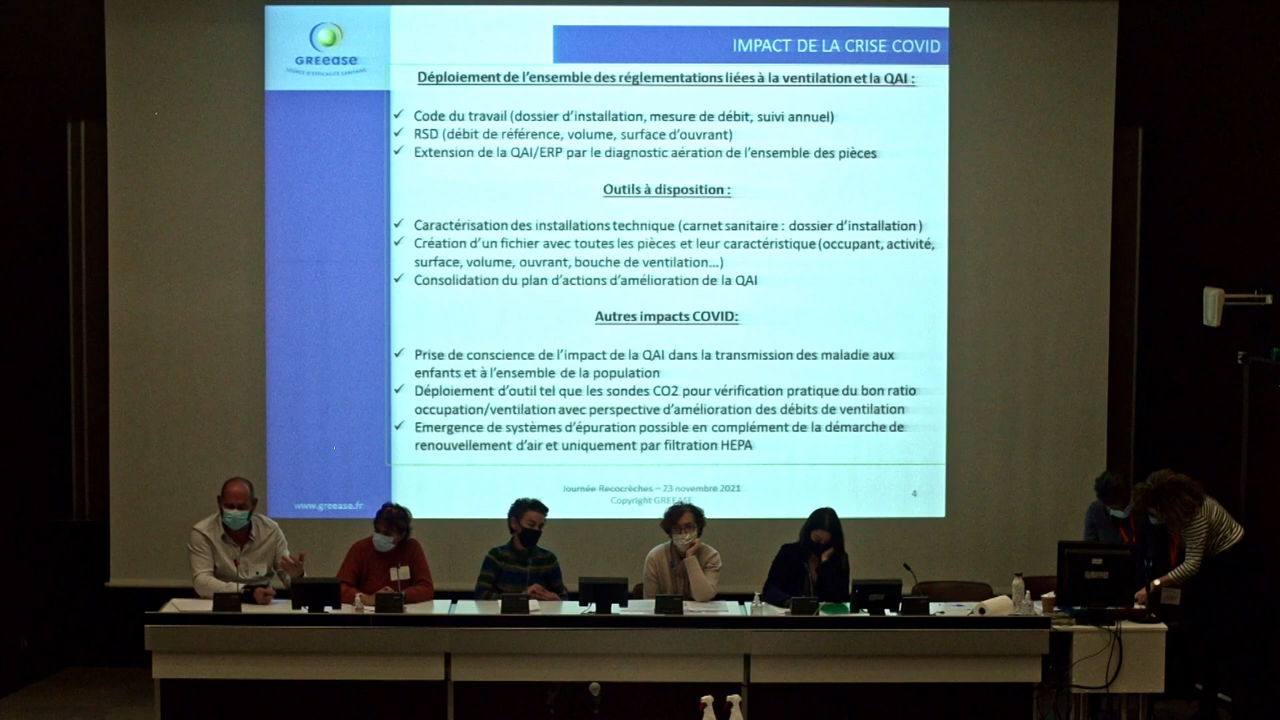 GREease
SOURCE D'EFFICACITÉ SANITAIRE
IMPACT DE LA CRISE COVID
Déploiement de l'ensemble des réglementations liées à la ventilation et la QAI :
✓ Code du travail (dossier d'installation, mesure de débit, suivi annuel)
✓ RSD (débit de référence, volume, surface d'ouvrant)
✓ Extension de la QAI/ERP par le diagnostic aération de l'ensemble des pièces
Outils à disposition :
✓ Caractérisation des installations technique (carnet sanitaire : dossier d'installation)
✓ Création d'un fichier avec toutes les pièces et leur caractéristique (occupant, activité,
surface, volume, ouvrant, bouche de ventilation...)
✓ Consolidation du plan d'actions d'amélioration de la QAI
Autres impacts COVID:
✓ Prise de conscience de l'impact de la QAI dans la transmission des maladie aux
enfants et à l'ensemble de la population
✓ Déploiement d'outil tel que les sondes CO2 pour vérification pratique du bon ratio
occupation/ventilation avec perspective d'amélioration des débits de ventilation
✓ Emergence de systèmes d'épuration possible en complément de la démarche de
renouvellement d'air et uniquement par filtration HEPA
Journée Recocrèches – 23 novembre 2021
Copyright GREEASE
4
www.greease.fr